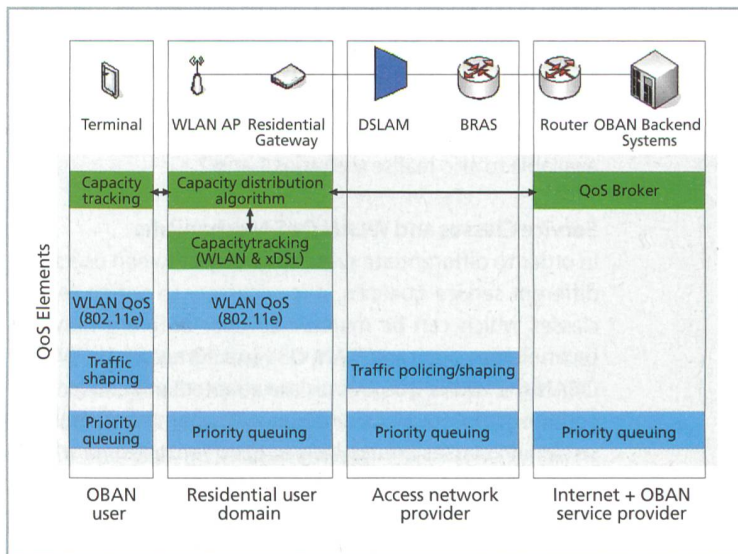 Terminal
WLAN AP
Residential
Gateway
DSLAM
BRAS
Router
OBAN Backend
Systems
QoS Elements
Capacity
tracking
Capacity distribution
algorithm
QoS Broker
Capacitytracking
(WLAN & xDSL)
WLAN QoS
(802.11e)
WLAN QoS
(802.11e)
Traffic
shaping
Traffic policing/shaping
Priority
queuing
Priority queuing
Priority queuing
Priority queuing
OBAN
user
Residential user
domain
Access network
provider
Internet + OBAN
service provider